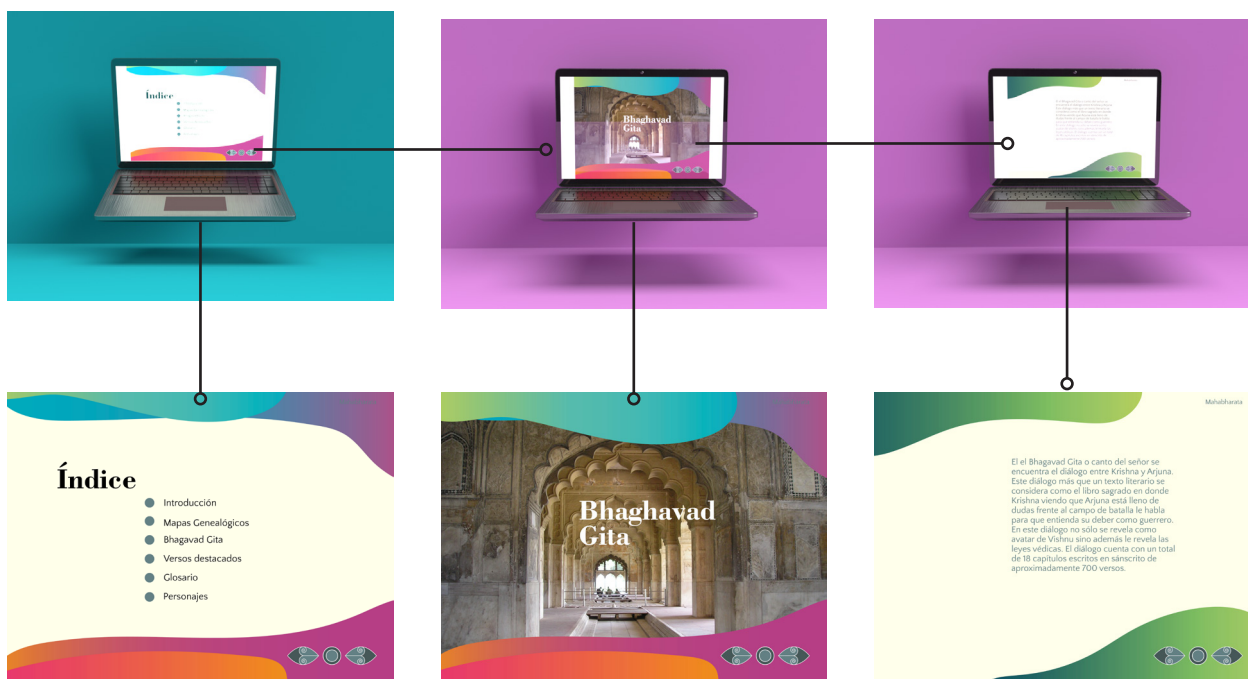 Índice
Bhaghavad
Gita
Índice
Introducción
Mapas Genealógicos
Bhagavad Gita
Versos destacados
Glosario
Personajes
Bhaghavad
Gita
Mahabharata
El el Bhagavad Gita o canto del señor se
encuentra el diálogo entre Krishna y Arjuna.
Este diálogo más que un texto literario se
considera como el libro sagrado en donde
Krishna viendo que Arjuna está lleno de
dudas frente al campo de batalla le habla
para que entienda su deber como guerrero.
En este diálogo no sólo se revela como
avatar de Vishnu sino además le revela las
leyes védicas. El diálogo cuenta con un total
de 18 capítulos escritos en sánscrito de
aproximadamente 700 versos.